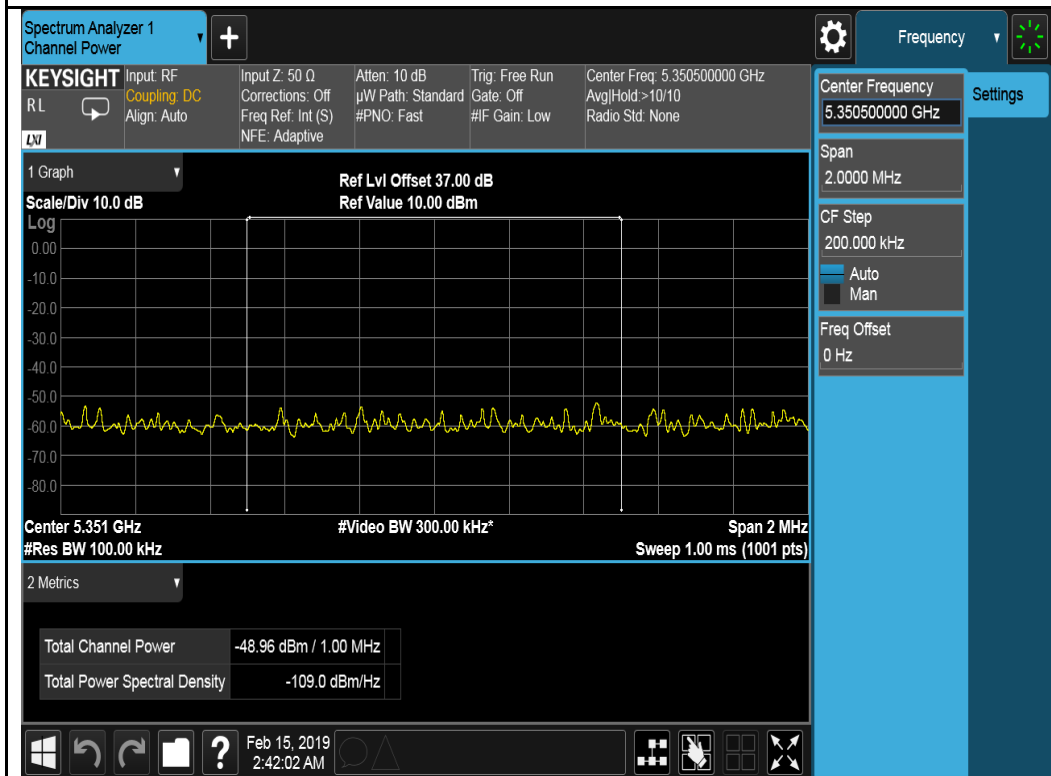 Spectrum Analyzer 1
Channel Power
+
Frequency
KEYSIGHT
RL
LXI
Input: RF
Coupling: DC
Align: Auto
Input Z: 50 Ω
Corrections: Off
Freq Ref: Int (S)
NFE: Adaptive
Atten: 10 dB
µW Path: Standard
#PNO: Fast
Trig: Free Run
Gate: Off
#IF Gain: Low
Center Freq: 5.350500000 GHz
Avg|Hold:>10/10
Radio Std: None
Center Frequency
5.350500000 GHz
Settings
Span
2.0000 MHz
CF Step
200.000 kHz
Auto
Man
Freq Offset
0 Hz
1 Graph
Scale/Div 10.0 dB
Ref Lvl Offset 37.00 dB
Ref Value 10.00 dBm
Log
0.00
-10.0
-20.0
-30.0
-40.0
-50.0
-60.0
-70.0
-80.0
Center 5.351 GHz
#Video BW 300.00 kHz*
Span 2 MHz
#Res BW 100.00 kHz
Sweep 1.00 ms (1001 pts)
2 Metrics
Total Channel Power -48.96 dBm / 1.00 MHz
Total Power Spectral Density -109.0 dBm/Hz
?
Feb 15, 2019
2:42:02 AM